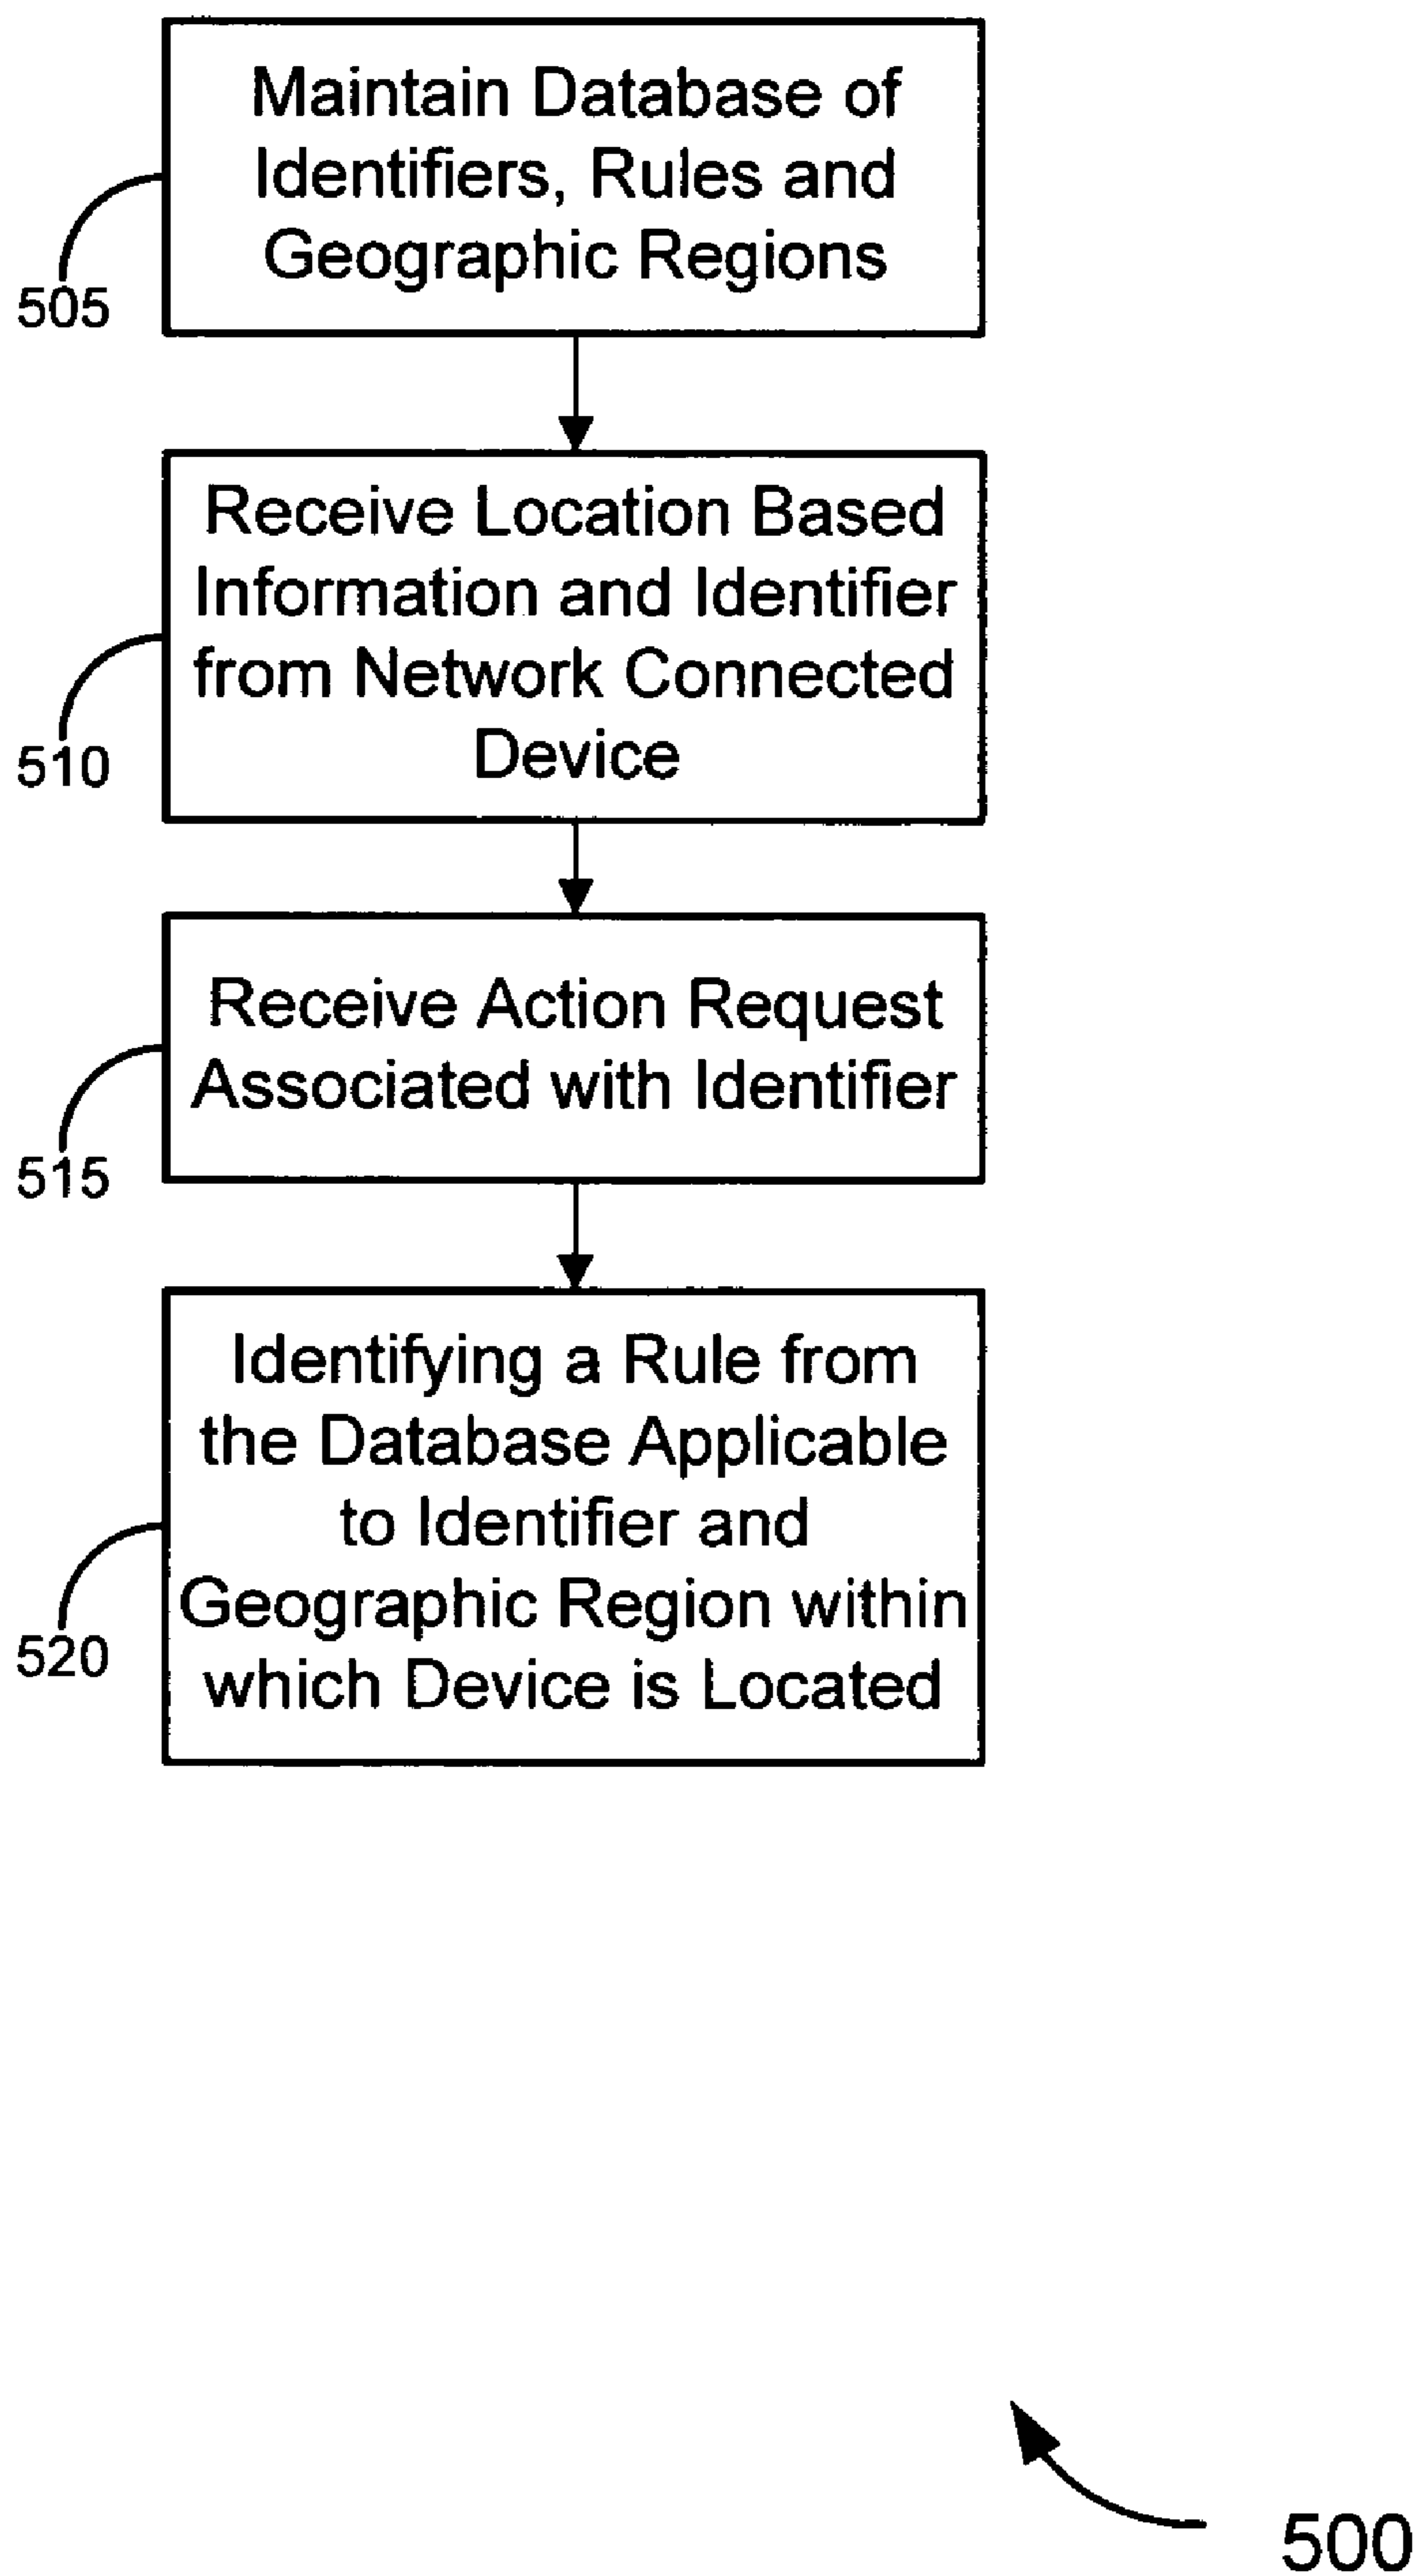 Maintain Database of
Identifiers, Rules and
Geographic Regions
505
Receive Location Based
Information and Identifier
from Network Connected
Device
510
Receive Action Request
Associated with Identifier
515
Identifying a Rule from
the Database Applicable
to Identifier and
Geographic Region within
which Device is Located
520
500